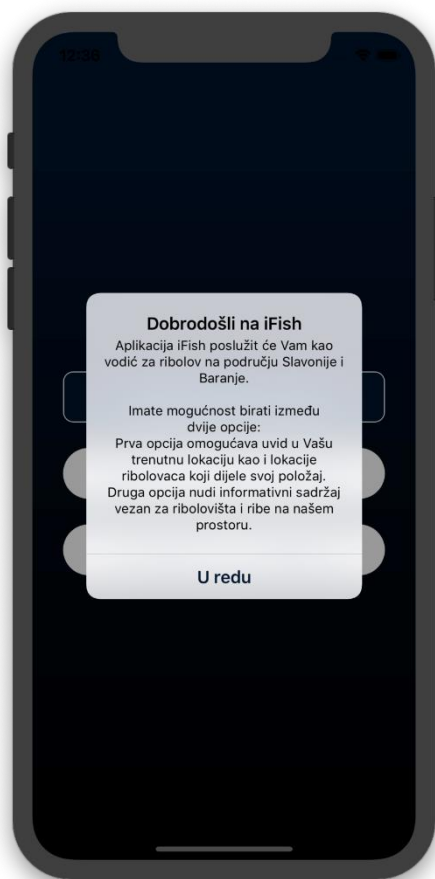 12:36
Dobrodošli na iFish
Aplikacija iFish poslužit će Vam kao
vodić za ribolov na području Slavonije i
Baranje.
Imate mogućnost birati između
dvije opcije:
Prva opcija omogućava uvid u Vašu
trenutnu lokaciju kao i lokacije
ribolovaca koji dijele svoj položaj.
Druga opcija nudi informativni sadržaj
vezan za ribolovišta i ribe na našem
prostoru.
U redu